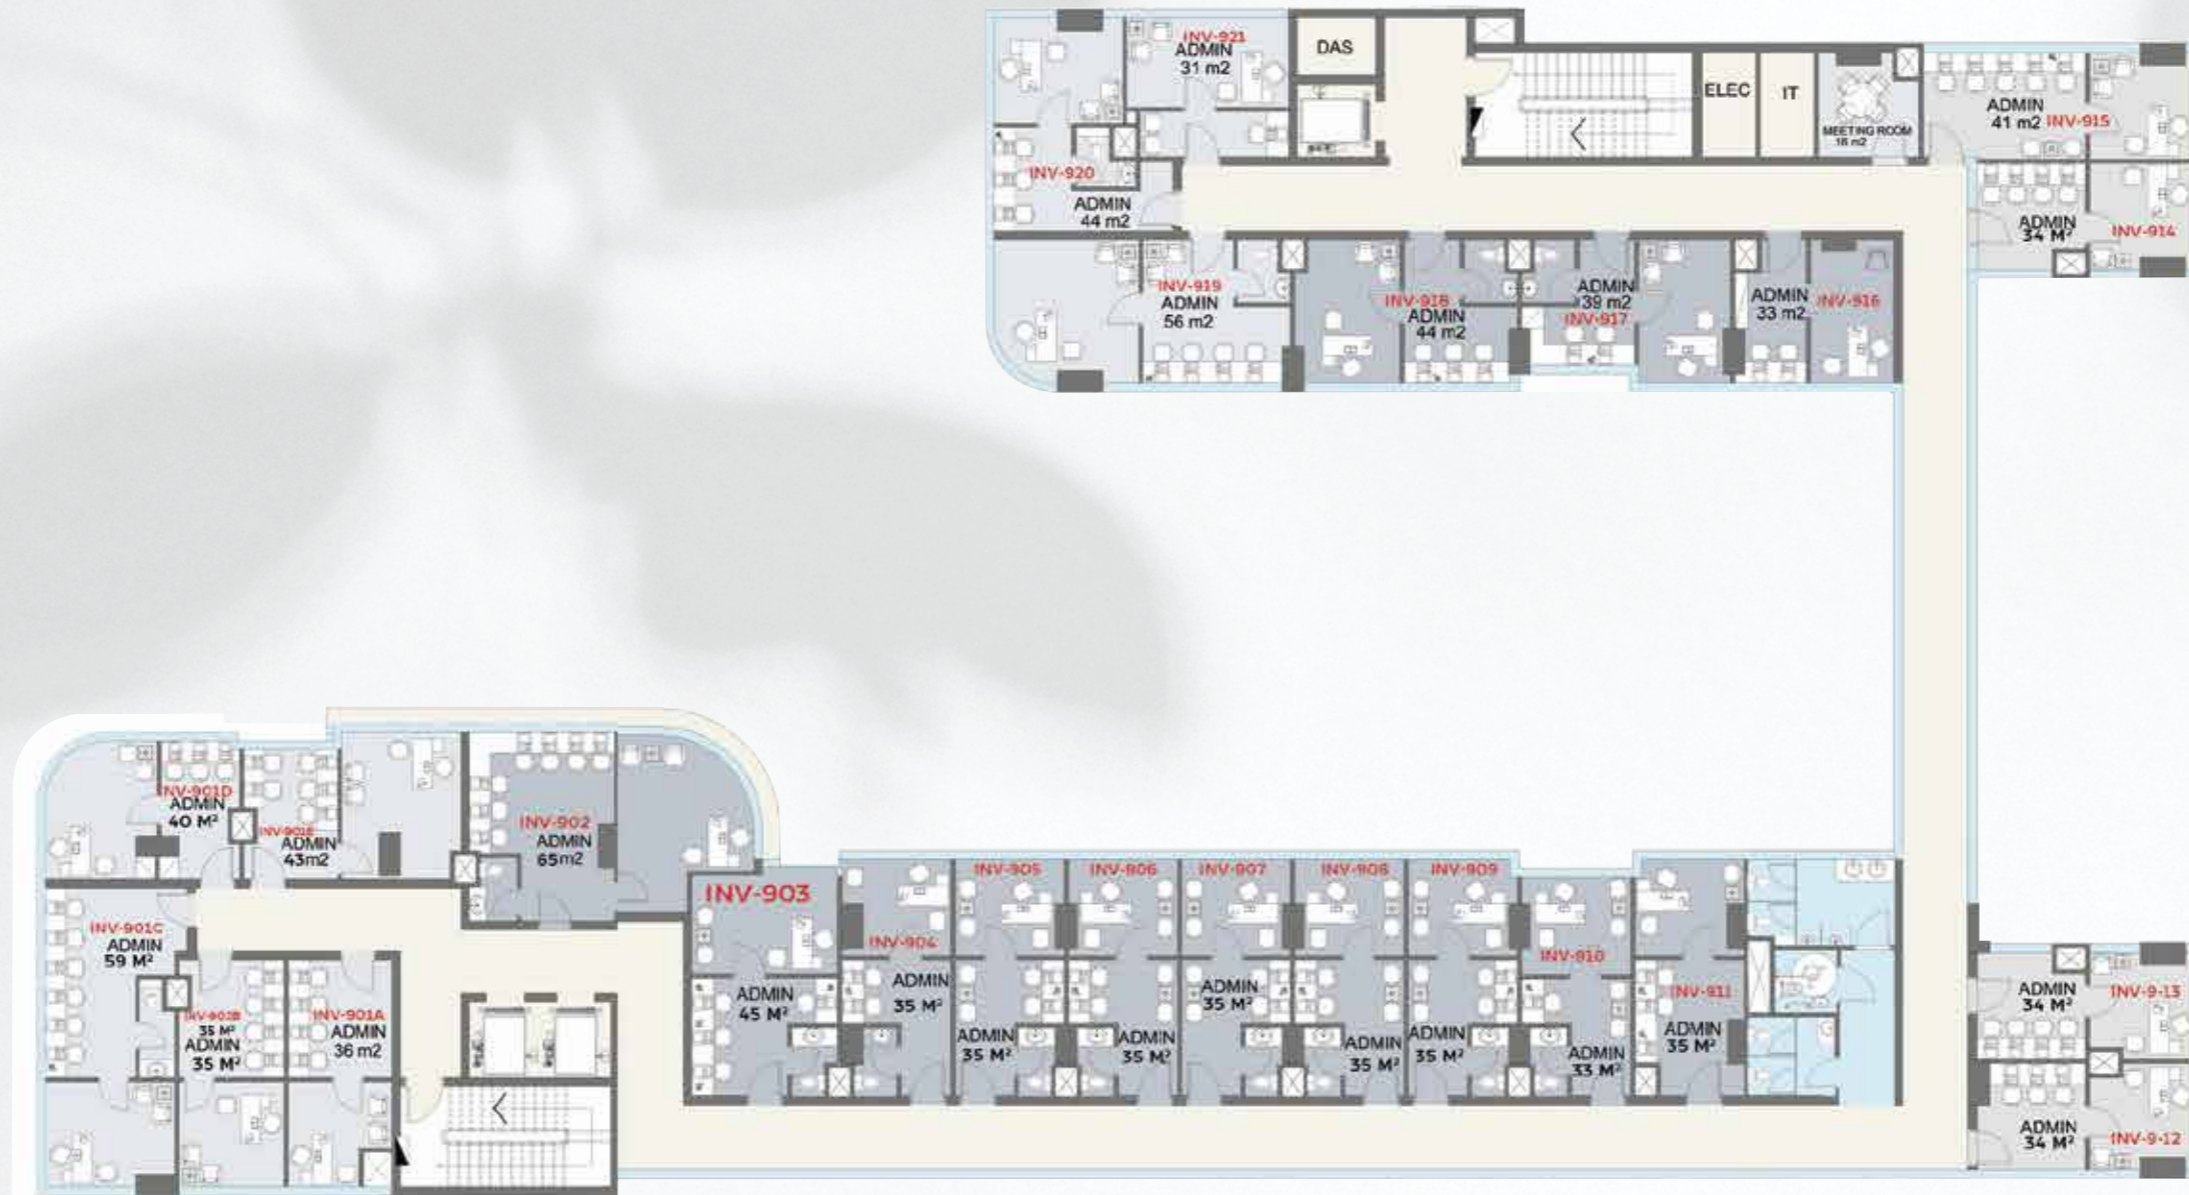 INV-921
ADMIN
31 m2
DAS
ELEC
IT
MEETING ROOM
16 m2
ADMIN
41 m2
INV-915
INV-920
ADMIN
44 m2
ADMIN
34 M²
INV-914
INV-919
ADMIN
56 m2
INV-918
ADMIN
44 m2
ADMIN
39 m2
INV-917
ADMIN
33 m2
INV-916
INV-901D
ADMIN
40 M²
INV-901E
ADMIN
43m2
INV-902
ADMIN
65m2
INV-903
ADMIN
45 M²
INV-904
ADMIN
35 M²
INV-905
ADMIN
35 M²
INV-906
ADMIN
35 M²
INV-907
ADMIN
35 M²
INV-908
ADMIN
35 M²
INV-909
ADMIN
35 M²
INV-910
ADMIN
33 M²
INV-911
ADMIN
35 M²
INV-901C
ADMIN
59 M²
INV-901B
35 M²
ADMIN
35 M²
INV-901A
ADMIN
36 m2
ADMIN
34 M²
INV-9-13
ADMIN
34 M²
INV-9-12